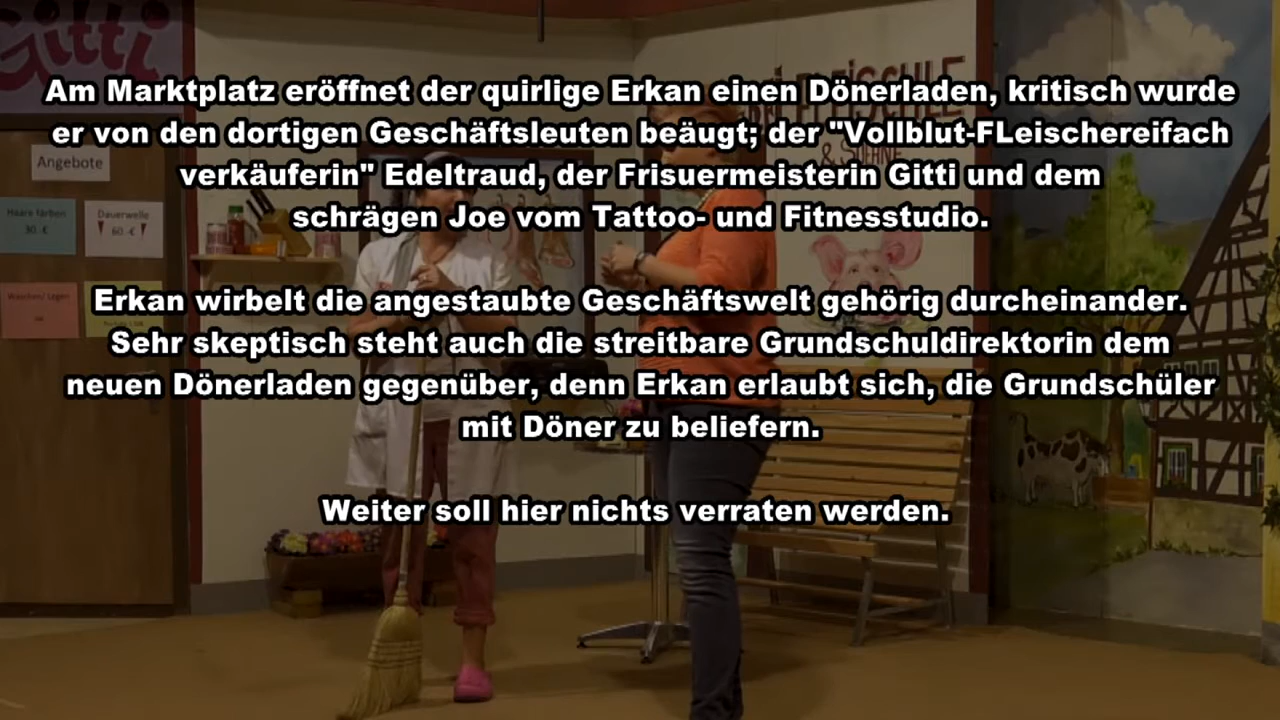 Gitti
Am Marktplatz eröffnet der quirlige Erkan einen Dönerladen, kritisch wurde
er von den dortigen Geschäftsleuten beäugt; der "Vollblut-FLeischereifach
verkäuferin" Edeltraud, der Frisuermeisterin Gitti und dem
schrägen Joe vom Tattoo- und Fitnesstudio.
Erkan wirbelt die angestaubte Geschäftswelt gehörig durcheinander.
Sehr skeptisch steht auch die streitbare Grundschuldirektorin dem
neuen Dönerladen gegenüber, denn Erkan erlaubt sich, die Grundschüler
mit Döner zu beliefern.
Weiter soll hier nichts verraten werden.
Angebote
Haare färben
30.-€
Dauerwelle
60.-€
Waschen/ Legen